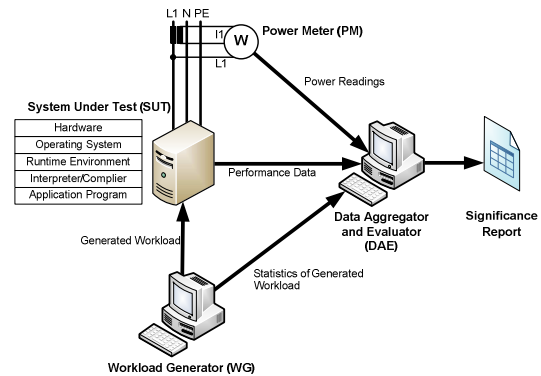 L1 N PE
I1
W
Power Meter (PM)
L1
Power Readings
System Under Test (SUT)
Hardware
Operating System
Runtime Environment
Interpreter/Complier
Application Program
Performance Data
Data Aggregator
and Evaluator
(DAE)
Significance
Report
Generated Workload
Statistics of Generated
Workload
Workload Generator (WG)